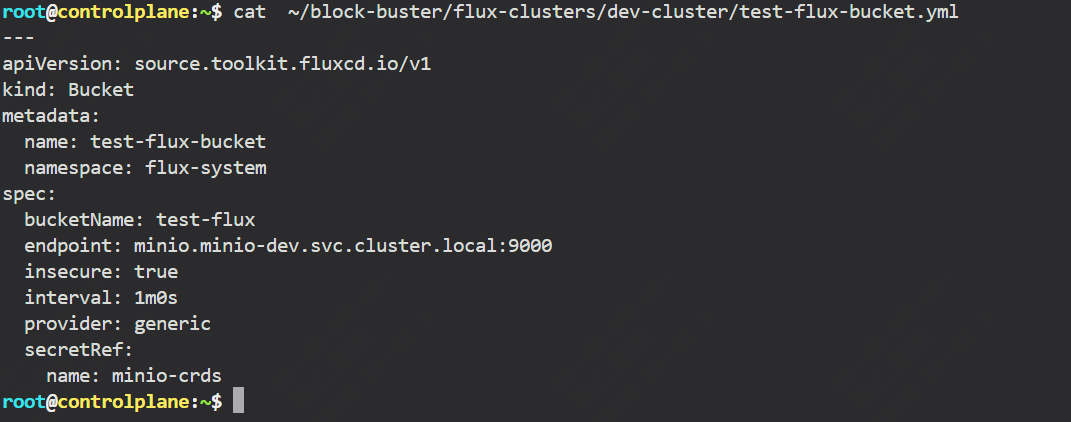 root@controlplane:~$ cat  ~/block-buster/flux-clusters/dev-cluster/test-flux-bucket.yml
---
apiVersion: source.toolkit.fluxcd.io/v1
kind: Bucket
metadata:
  name: test-flux-bucket
  namespace: flux-system
spec:
  bucketName: test-flux
  endpoint: minio.minio-dev.svc.cluster.local:9000
  insecure: true
  interval: 1m0s
  provider: generic
  secretRef:
    name: minio-crds
root@controlplane:~$